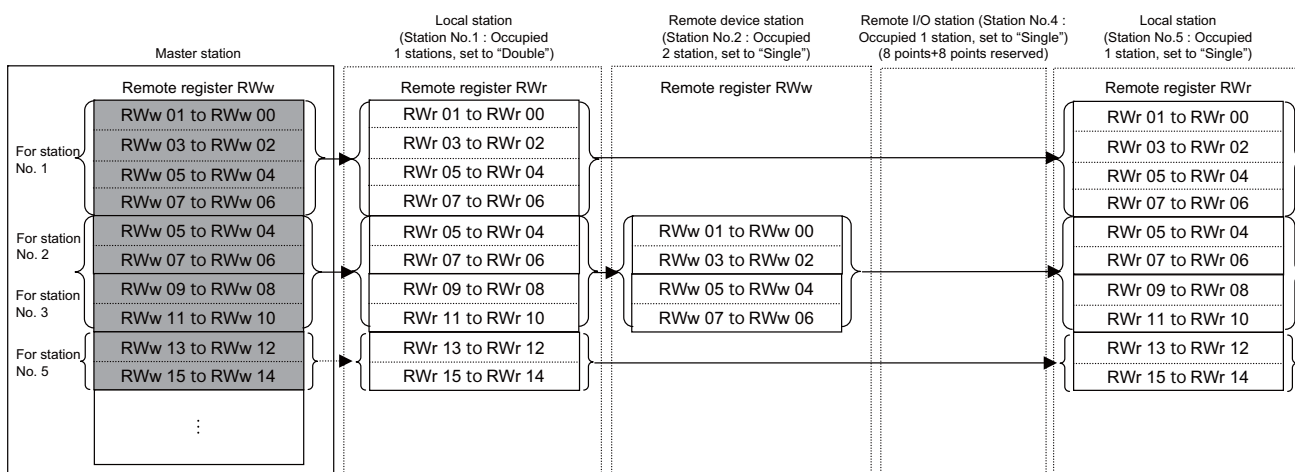 Local station
(Station No.1 : Occupied
1 stations, set to “Double”)
Remote device station
(Station No.2 : Occupied
2 station, set to “Single”)
Remote I/O station (Station No.4 :
Occupied 1 station, set to “Single”)
(8 points+8 points reserved)
Local station
(Station No.5 : Occupied
1 station, set to “Single”)
Master station
Remote register RWw
RWw 01 to RWw 00
RWw 03 to RWw 02
RWw 05 to RWw 04
RWw 07 to RWw 06
RWw 05 to RWw 04
RWw 07 to RWw 06
RWw 09 to RWw 08
RWw 11 to RWw 10
RWw 13 to RWw 12
RWw 15 to RWw 14
⋮
For station
No. 1
For station
No. 2
For station
No. 3
For station
No. 5
Remote register RWr
RWr 01 to RWr 00
RWr 03 to RWr 02
RWr 05 to RWr 04
RWr 07 to RWr 06
RWr 05 to RWr 04
RWr 07 to RWr 06
RWr 09 to RWr 08
RWr 11 to RWr 10
RWr 13 to RWr 12
RWr 15 to RWr 14
Remote register RWw
RWw 01 to RWw 00
RWw 03 to RWw 02
RWw 05 to RWw 04
RWw 07 to RWw 06
Remote register RWr
RWr 01 to RWr 00
RWr 03 to RWr 02
RWr 05 to RWr 04
RWr 07 to RWr 06
RWr 05 to RWr 04
RWr 07 to RWr 06
RWr 09 to RWr 08
RWr 11 to RWr 10
RWr 13 to RWr 12
RWr 15 to RWr 14